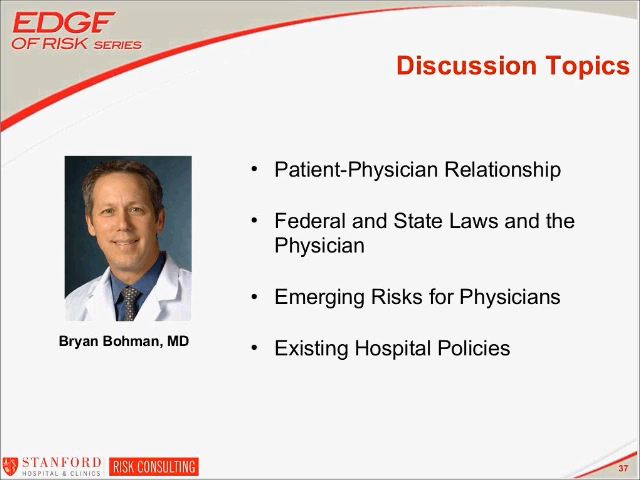 EDGE
OF RISK SERIES
Discussion Topics
• Patient-Physician Relationship
• Federal and State Laws and the
Physician
• Emerging Risks for Physicians
• Existing Hospital Policies
Bryan Bohman, MD
STANFORD
HOSPITAL & CLINICS
RISK CONSULTING
37